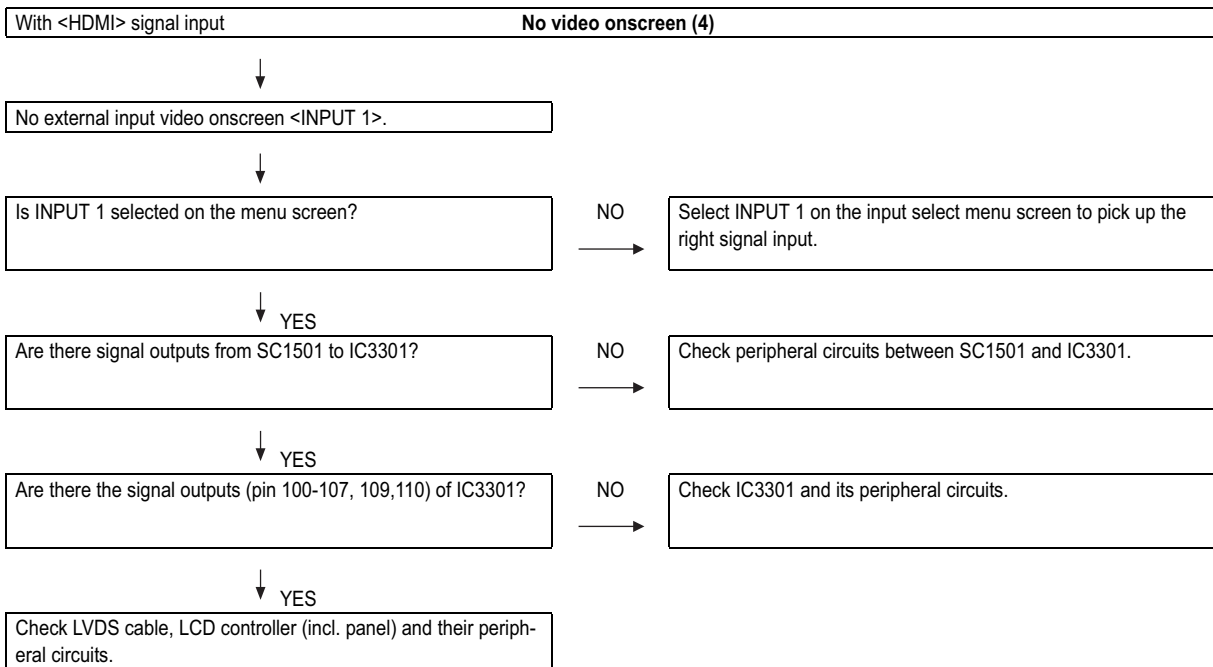 With <HDMI> signal input No video onscreen (4)
No external input video onscreen <INPUT 1>.
Is INPUT 1 selected on the menu screen?
NO
Select INPUT 1 on the input select menu screen to pick up the
right signal input.
YES
Are there signal outputs from SC1501 to IC3301?
NO
Check peripheral circuits between SC1501 and IC3301.
YES
Are there the signal outputs (pin 100-107, 109,110) of IC3301?
NO
Check IC3301 and its peripheral circuits.
YES
Check LVDS cable, LCD controller (incl. panel) and their periph-
eral circuits.